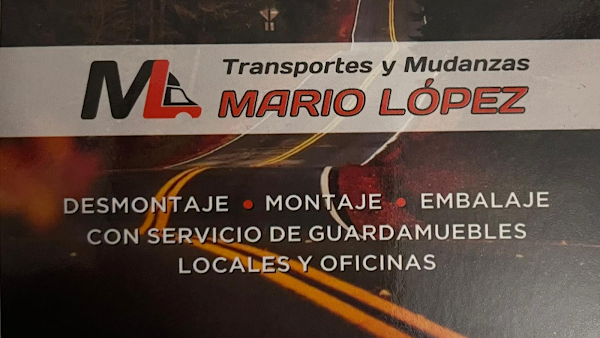 ML Transportes y Mudanzas
MARIO LÓPEZ
DESMONTAJE • MONTAJE • EMBALAJE
CON SERVICIO DE GUARDAMUEBLES
LOCALES Y OFICINAS